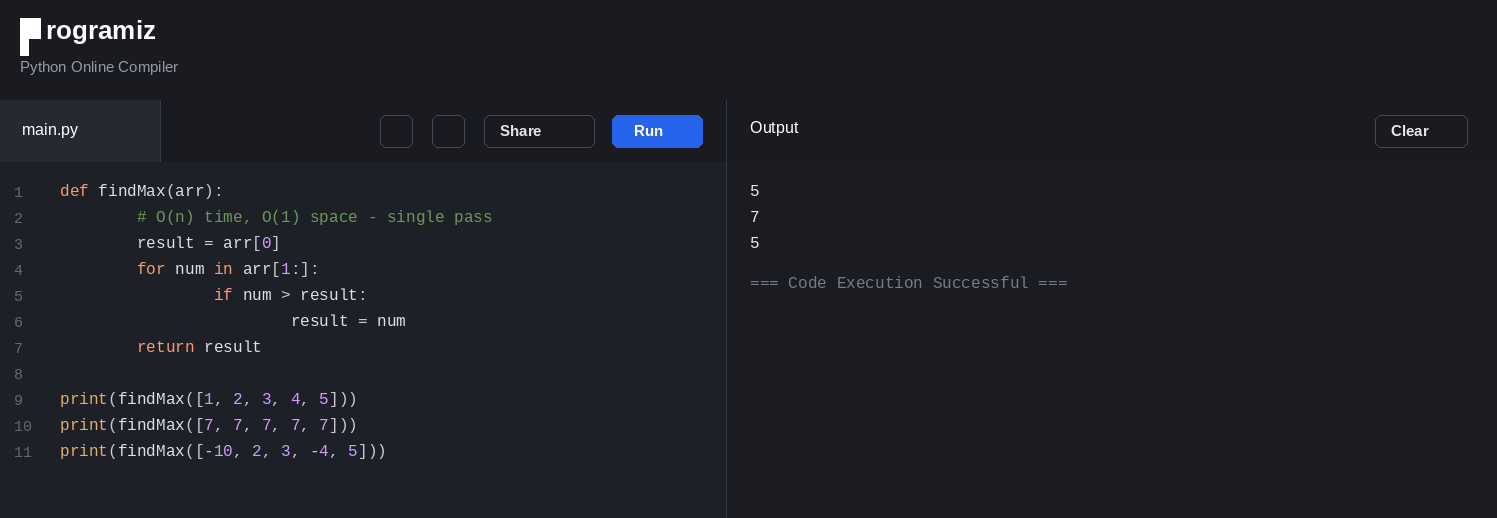 Programiz
Python Online Compiler
main.py
Share
Run
Output
Clear
1 def findMax(arr):
2         # O(n) time, O(1) space - single pass
3         result = arr[0]
4         for num in arr[1:]:
5                 if num > result:
6                         result = num
7         return result
8
9 print(findMax([1, 2, 3, 4, 5]))
10 print(findMax([7, 7, 7, 7, 7]))
11 print(findMax([-10, 2, 3, -4, 5]))
5
7
5
=== Code Execution Successful ===